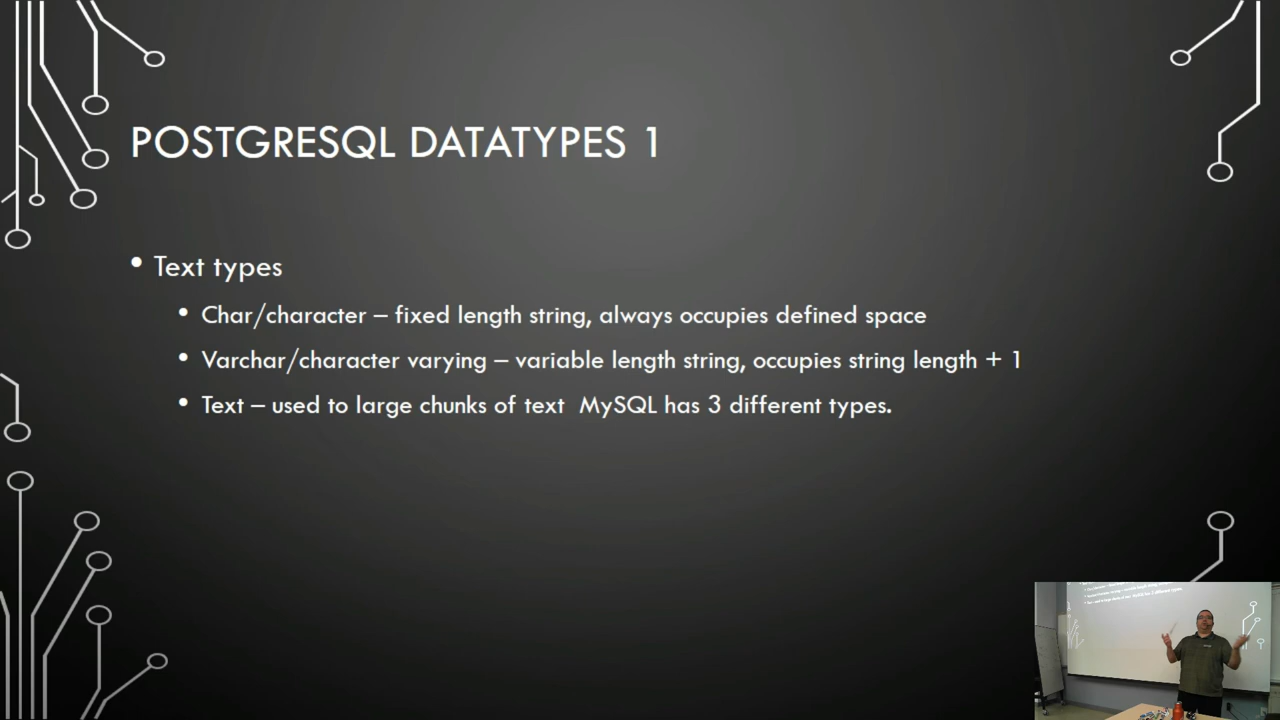 POSTGRESQL DATATYPES 1
• Text types
• Char/character – fixed length string, always occupies defined space
• Varchar/character varying – variable length string, occupies string length + 1
• Text – used to large chunks of text  MySQL has 3 different types.